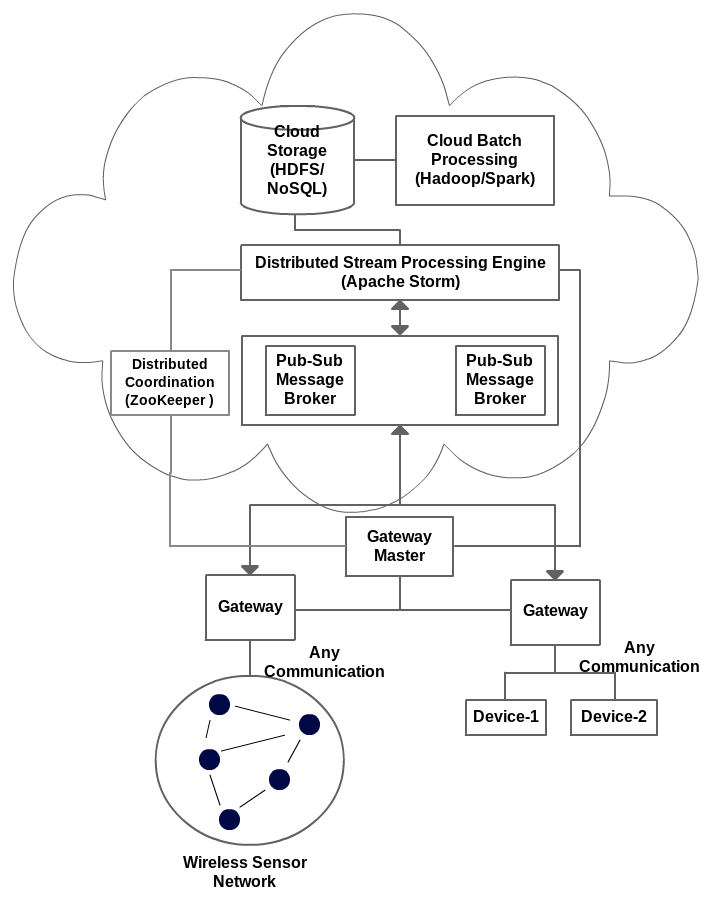 Cloud
Storage
(HDFS/
NoSQL)
Cloud Batch
Processing
(Hadoop/Spark)
Distributed Stream Processing Engine
(Apache Storm)
Distributed
Coordination
(ZooKeeper )
Pub-Sub
Message
Broker
Pub-Sub
Message
Broker
Gateway
Master
Gateway
Gateway
Any
Communication
Any
Communication
Device-1
Device-2
Wireless Sensor
Network